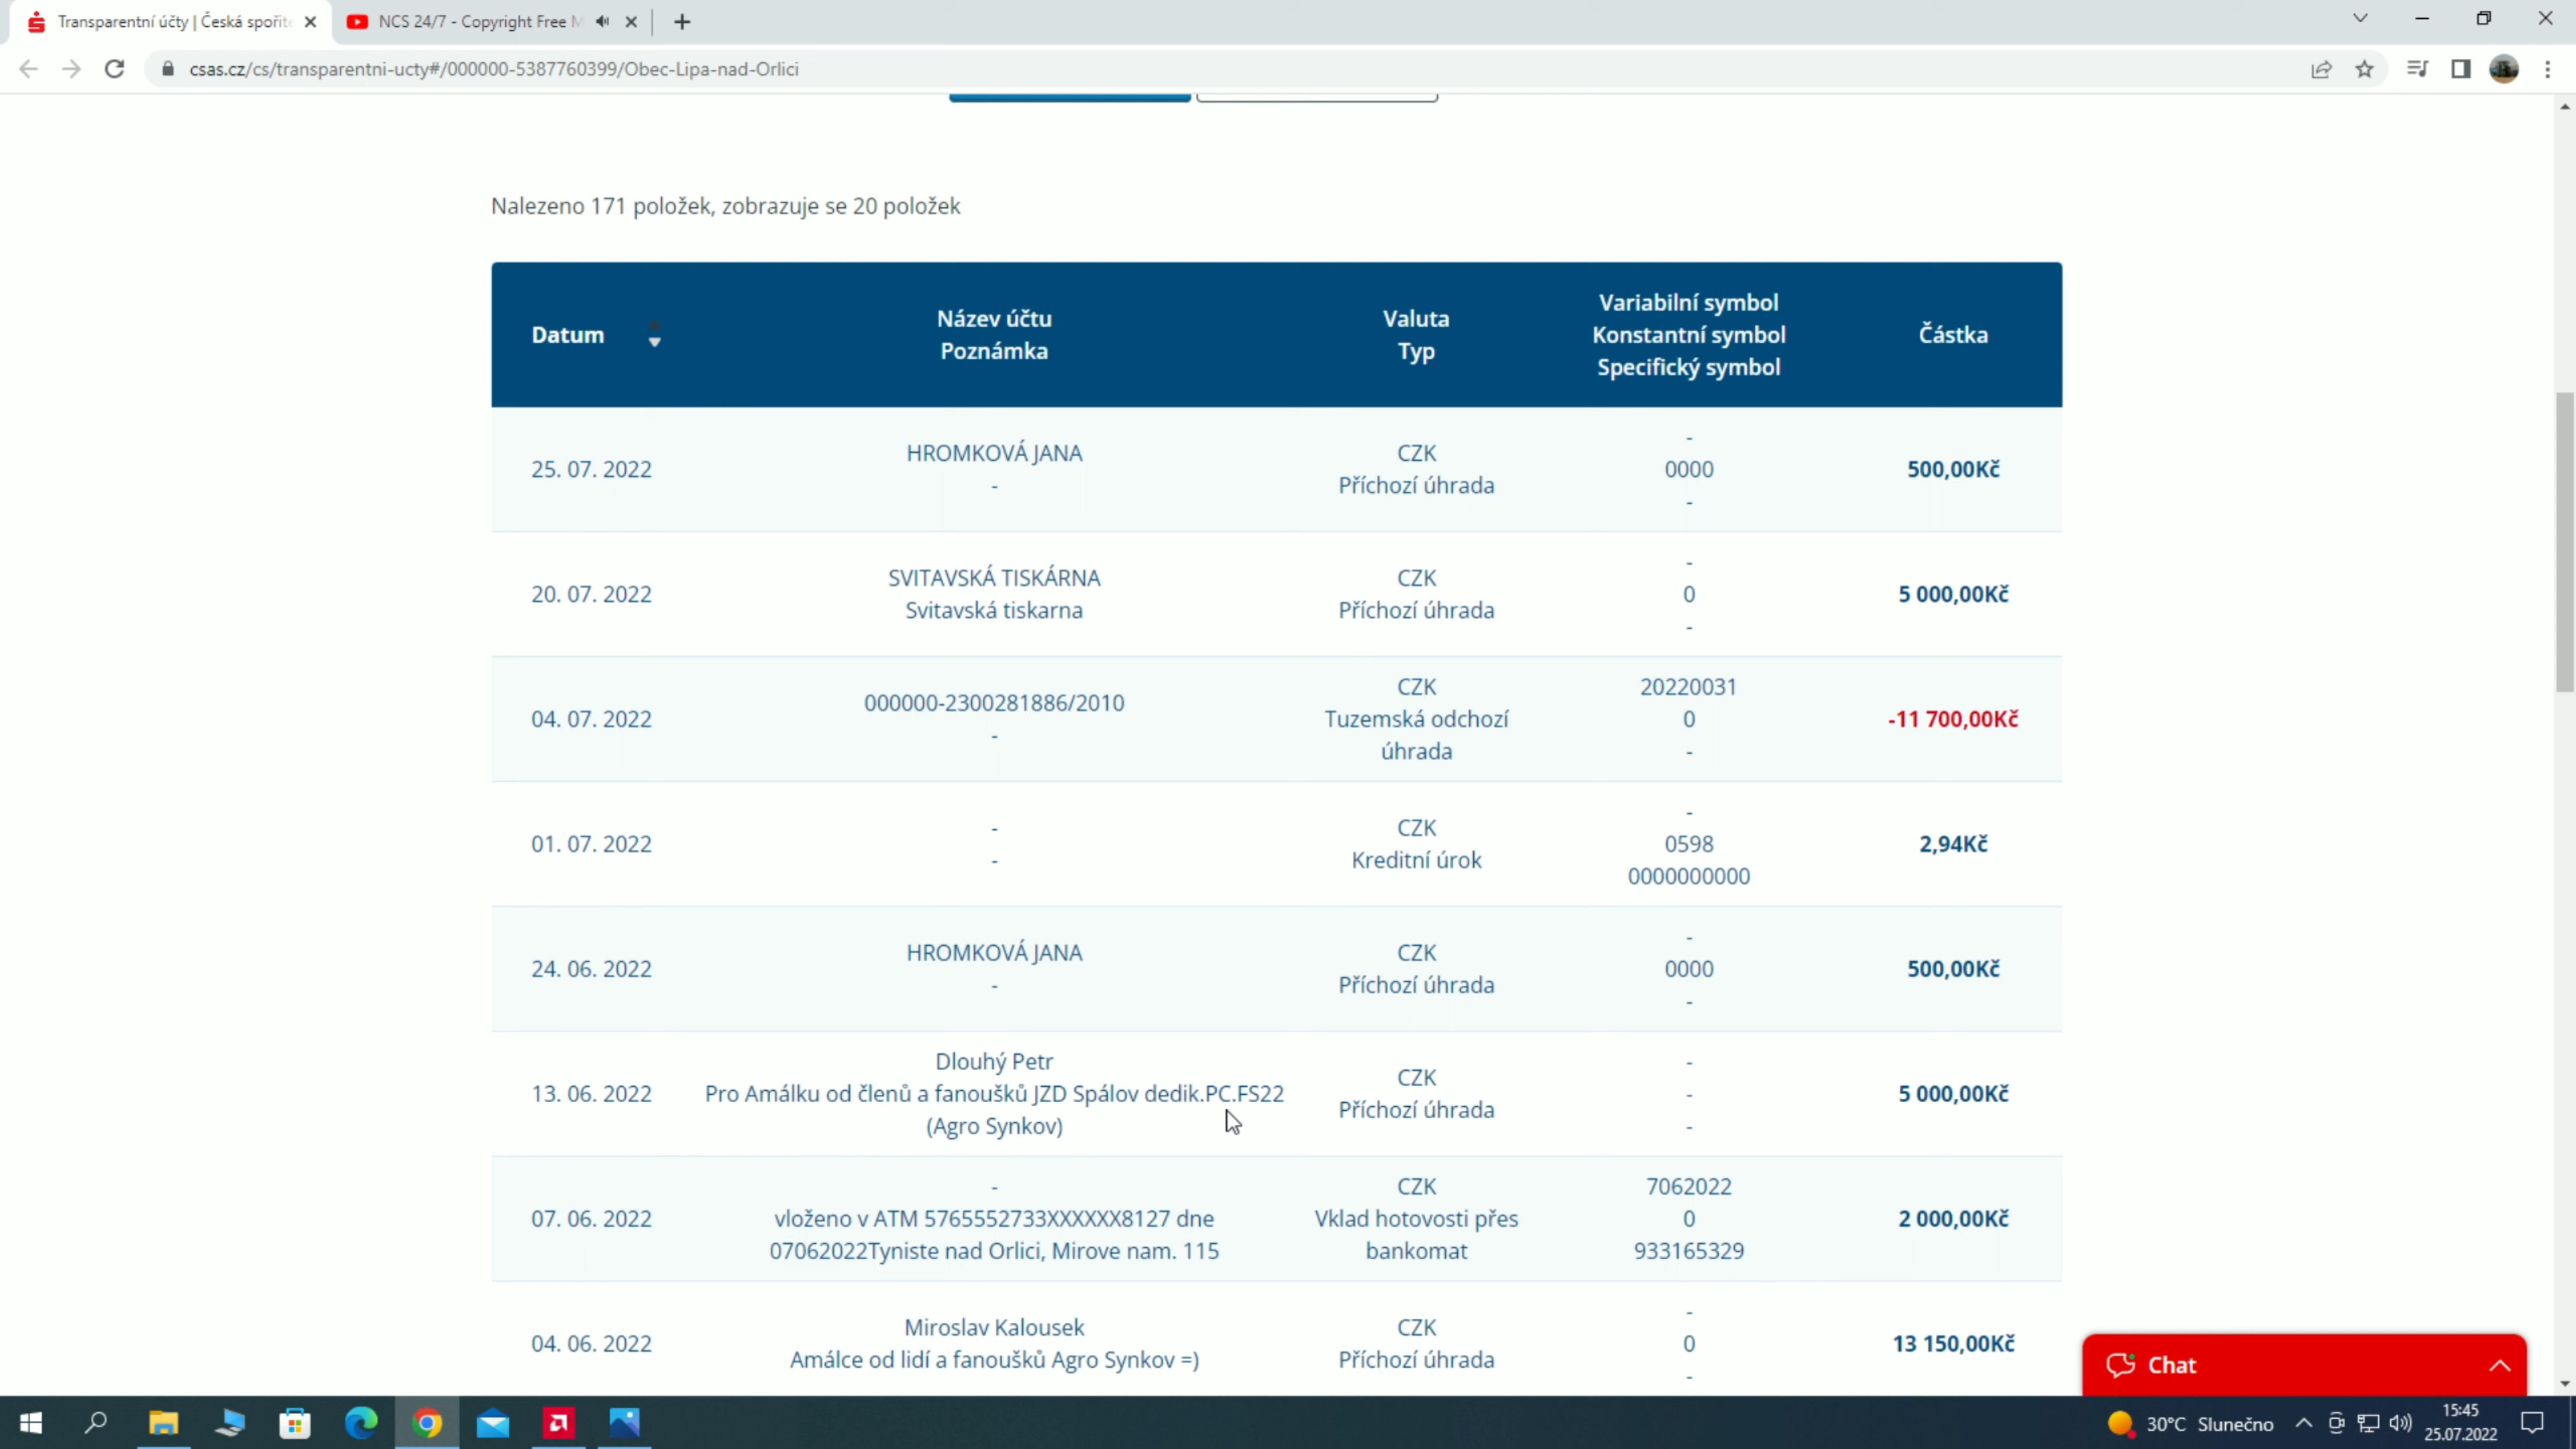 Transparentní účty | Česká spořite
NCS 24/7 - Copyright Free M
csas.cz/cs/transparentni-ucty#/000000-5387760399/Obec-Lipa-nad-Orlici
Nalezeno 171 položek, zobrazuje se 20 položek
Datum
Název účtu
Poznámka
Valuta
Typ
Variabilní symbol
Konstantní symbol
Specifický symbol
Částka
25. 07. 2022
HROMKOVÁ JANA
-
CZK
Příchozí úhrada
-
0000
-
500,00Kč
20. 07. 2022
SVITAVSKÁ TISKÁRNA
Svitavská tiskarna
CZK
Příchozí úhrada
-
0
-
5 000,00Kč
04. 07. 2022
000000-2300281886/2010
-
CZK
Tuzemská odchozí
úhrada
20220031
0
-
-11 700,00Kč
01. 07. 2022
-
-
CZK
Kreditní úrok
-
0598
0000000000
2,94Kč
24. 06. 2022
HROMKOVÁ JANA
-
CZK
Příchozí úhrada
-
0000
-
500,00Kč
13. 06. 2022
Dlouhý Petr
Pro Amálku od členů a fanoušků JZD Spálov dedik.PC.FS22
(Agro Synkov)
CZK
Příchozí úhrada
-
-
-
5 000,00Kč
07. 06. 2022
-
vloženo v ATM 5765552733XXXXXX8127 dne
07062022Tyniste nad Orlici, Mirove nam. 115
CZK
Vklad hotovosti přes
bankomat
7062022
0
933165329
2 000,00Kč
04. 06. 2022
Miroslav Kalousek
Amálce od lidí a fanoušků Agro Synkov =)
CZK
Příchozí úhrada
-
0
-
13 150,00Kč
Chat
30°C Slunečno
15:45
25.07.2022